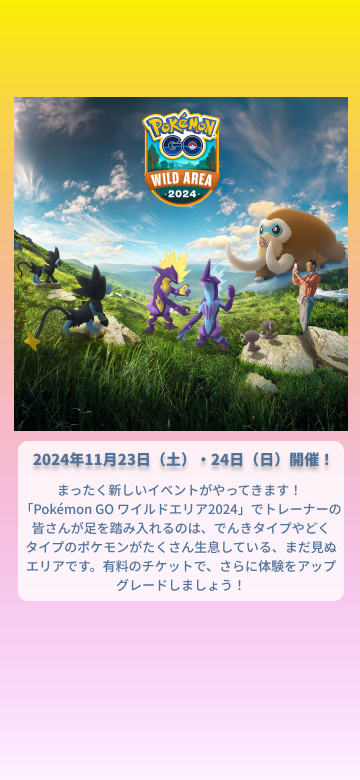 Pokémon
GO
WILD AREA
2024
2024年11月23日（土）・24日（日）開催！
まったく新しいイベントがやってきます！
「Pokémon GO ワイルドエリア2024」でトレーナーの
皆さんが足を踏み入れるのは、でんきタイプやどく
タイプのポケモンがたくさん生息している、まだ見ぬ
エリアです。有料のチケットで、さらに体験をアップ
グレードしましょう！